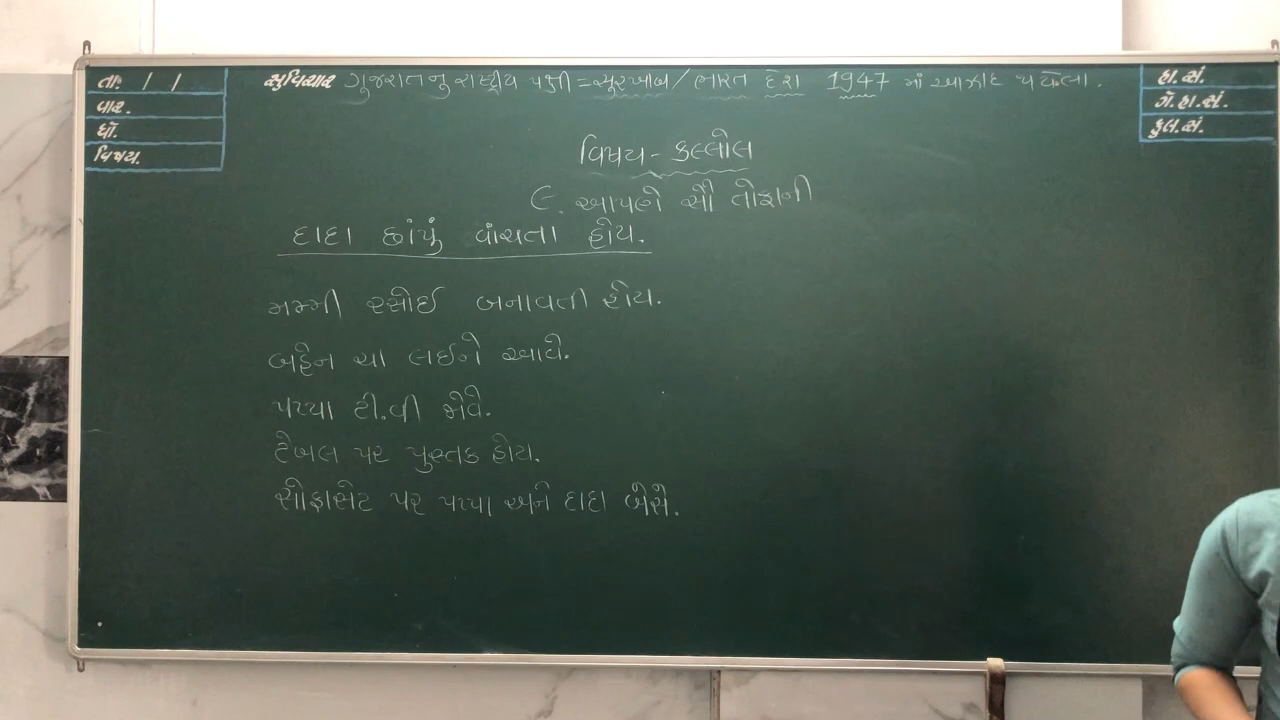 તા: / /
વાર.
ધો.
વિષય.
સુવિચાર ગુજરાતનુ રાષ્ટ્રીય પક્ષી = સુરખાબ / ભારત દેશ 1947 માં આઝાદ થયેલા.
હા.સં.
ગે.હા.સં.
કુલ.સં.
વિષય - કલ્લોલ
૯. આપણે સૌ તોફાની
દાદા છાંપું વાંચતા હોય.
મમ્મી રસોઈ બનાવતી હોય.
બહેન ચા લઈને આવે.
પપ્પા ટી.વી જોવે.
ટેબલ પર પુસ્તક હોય.
સોફાસેટ પર પપ્પા અને દાદા બેસે.